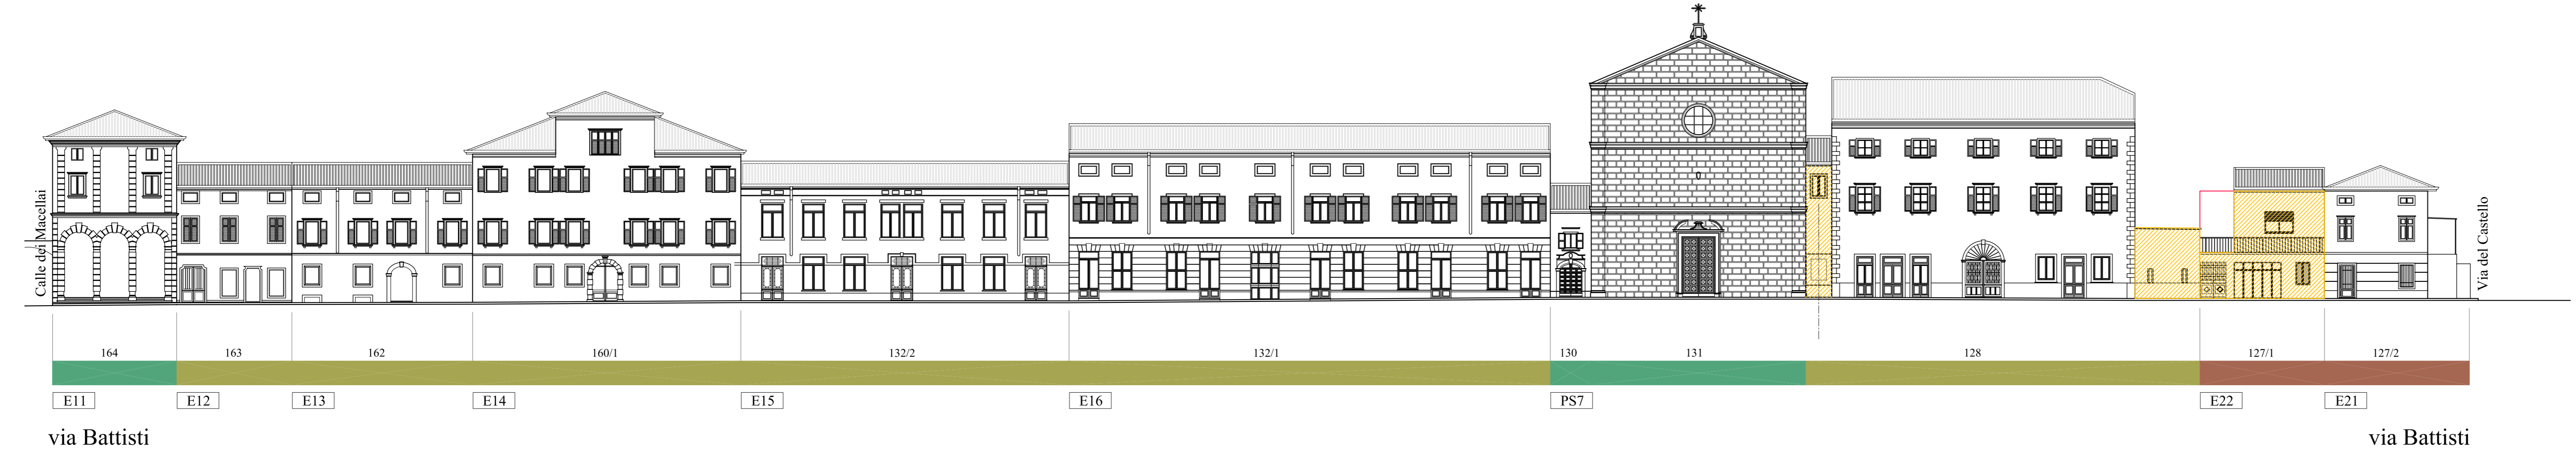 Calle dei Macellai
Via del Castello
164 163 162 160/1 132/2 132/1 130 131 128 127/1 127/2
E11 E12 E13 E14 E15 E16 PS7 E22 E21
via Battisti via Battisti